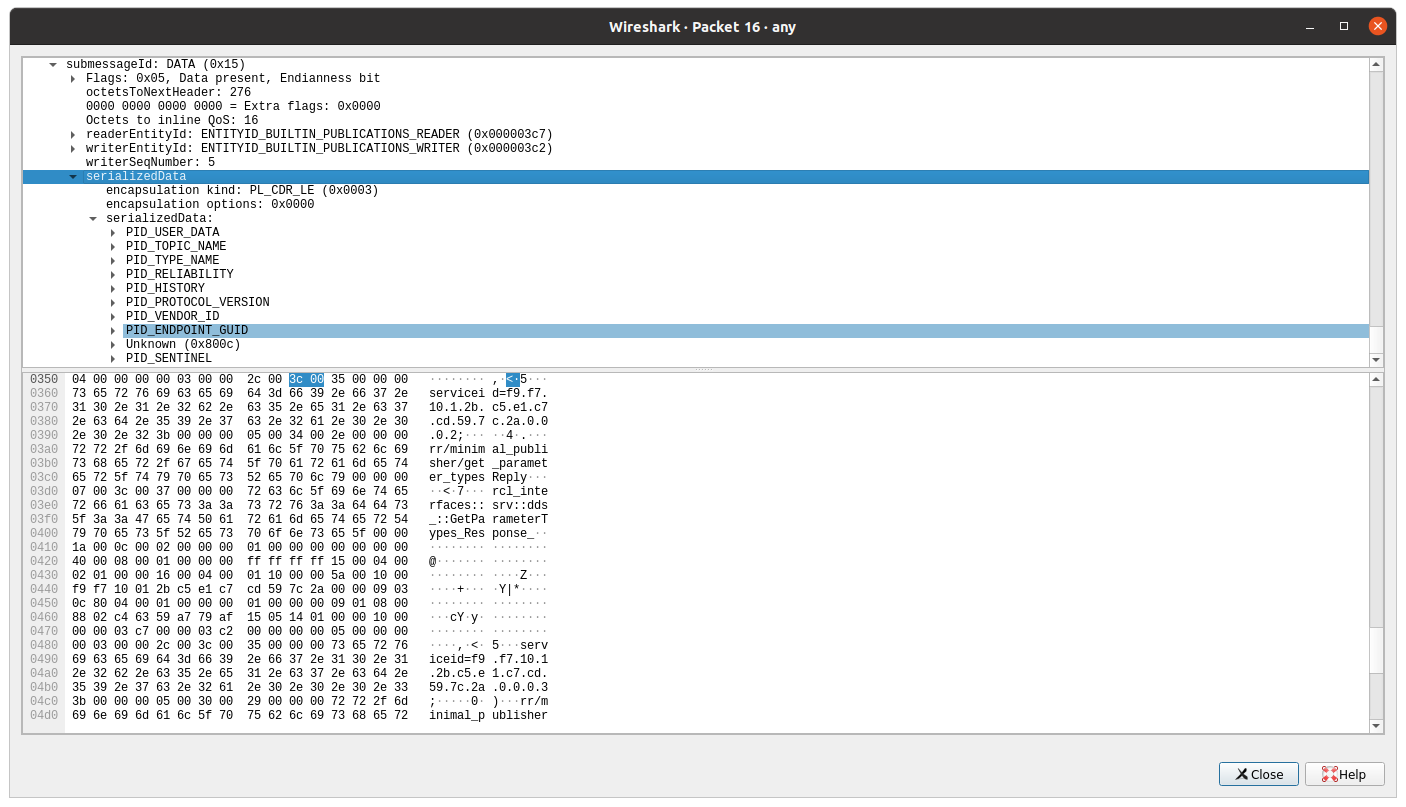 Wireshark · Packet 16 · any
submessageId: DATA (0x15)
Flags: 0x05, Data present, Endianness bit
octetsToNextHeader: 276
0000 0000 0000 0000 = Extra flags: 0x0000
Octets to inline QoS: 16
readerEntityId: ENTITYID_BUILTIN_PUBLICATIONS_READER (0x000003c7)
writerEntityId: ENTITYID_BUILTIN_PUBLICATIONS_WRITER (0x000003c2)
writerSeqNumber: 5
serializedData
encapsulation kind: PL_CDR_LE (0x0003)
encapsulation options: 0x0000
serializedData:
PID_USER_DATA
PID_TOPIC_NAME
PID_TYPE_NAME
PID_RELIABILITY
PID_HISTORY
PID_PROTOCOL_VERSION
PID_VENDOR_ID
PID_ENDPOINT_GUID
Unknown (0x800c)
PID_SENTINEL
0350 04 00 00 00 00 03 00 00 2c 00 3c 00 35 00 00 00 ········ ,·<·5···
0360 73 65 72 76 69 63 65 69 64 3d 66 39 2e 66 37 2e servicei d=f9.f7.
0370 31 30 2e 31 2e 32 62 2e 63 35 2e 65 31 2e 63 37 10.1.2b. c5.e1.c7
0380 2e 63 64 2e 35 39 2e 37 63 2e 32 61 2e 30 2e 30 .cd.59.7 c.2a.0.0
0390 2e 30 2e 32 3b 00 00 00 05 00 34 00 2e 00 00 00 .0.2;··· ··4·.···
03a0 72 72 2f 6d 69 6e 69 6d 61 6c 5f 70 75 62 6c 69 rr/minim al_publi
03b0 73 68 65 72 2f 67 65 74 5f 70 61 72 61 6d 65 74 sher/get _paramet
03c0 65 72 5f 74 79 70 65 73 52 65 70 6c 79 00 00 00 er_types Reply···
03d0 07 00 3c 00 37 00 00 00 72 63 6c 5f 69 6e 74 65 ··<·7··· rcl_inte
03e0 72 66 61 63 65 73 3a 3a 73 72 76 3a 3a 64 64 73 rfaces:: srv::dds
03f0 5f 3a 3a 47 65 74 50 61 72 61 6d 65 74 65 72 54 _::GetPa rameterT
0400 79 70 65 73 5f 52 65 73 70 6f 6e 73 65 5f 00 00 ypes_Res ponse_··
0410 1a 00 0c 00 02 00 00 00 01 00 00 00 00 00 00 00 ········ ········
0420 40 00 08 00 01 00 00 00 ff ff ff ff 15 00 04 00 @······· ········
0430 02 01 00 00 16 00 04 00 01 10 00 00 5a 00 10 00 ········ ····Z···
0440 f9 f7 10 01 2b c5 e1 c7 cd 59 7c 2a 00 00 09 03 ····+··· ·Y|*····
0450 0c 80 04 00 01 00 00 00 01 00 00 00 09 01 08 00 ········ ········
0460 88 02 c4 63 59 a7 79 af 15 05 14 01 00 00 10 00 ···cY·y· ········
0470 00 00 03 c7 00 00 03 c2 00 00 00 00 05 00 00 00 ········ ········
0480 00 03 00 00 2c 00 3c 00 35 00 00 00 73 65 72 76 ····,·<· 5···serv
0490 69 63 65 69 64 3d 66 39 2e 66 37 2e 31 30 2e 31 iceid=f9 .f7.10.1
04a0 2e 32 62 2e 63 35 2e 65 31 2e 63 37 2e 63 64 2e .2b.c5.e 1.c7.cd.
04b0 35 39 2e 37 63 2e 32 61 2e 30 2e 30 2e 30 2e 33 59.7c.2a .0.0.0.3
04c0 3b 00 00 00 05 00 30 00 29 00 00 00 72 72 2f 6d ;·····0· )···rr/m
04d0 69 6e 69 6d 61 6c 5f 70 75 62 6c 69 73 68 65 72 inimal_p ublisher
Close
Help